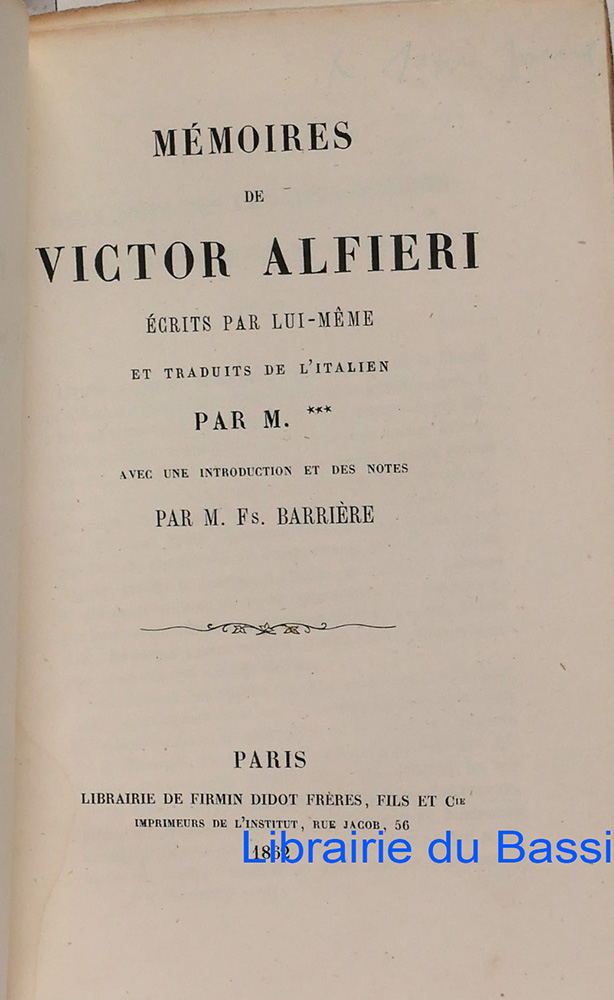 MÉMOIRES
DE
VICTOR ALFIERI
ÉCRITS PAR LUI-MÊME
ET TRADUITS DE L'ITALIEN
PAR M. ***
AVEC UNE INTRODUCTION ET DES NOTES
PAR M. Fs. BARRIÈRE
PARIS
LIBRAIRIE DE FIRMIN DIDOT FRÈRES, FILS ET Cie
IMPRIMEURS DE L'INSTITUT, RUE JACOB, 56
1862
Librairie du Bassi